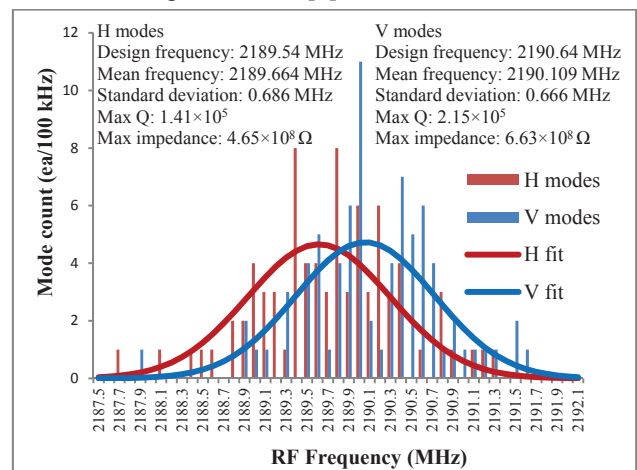 H modes
Design frequency: 2189.54 MHz
Mean frequency: 2189.664 MHz
Standard deviation: 0.686 MHz
Max Q: 1.41×10⁵
Max impedance: 4.65×10⁸ Ω
V modes
Design frequency: 2190.64 MHz
Mean frequency: 2190.109 MHz
Standard deviation: 0.666 MHz
Max Q: 2.15×10⁵
Max impedance: 6.63×10⁸ Ω
H modes
V modes
H fit
V fit
Mode count (ea/100 kHz)
12
10
8
6
4
2
0
2187.5
2187.7
2187.9
2188.1
2188.3
2188.5
2188.7
2188.9
2189.1
2189.3
2189.5
2189.7
2189.9
2190.1
2190.3
2190.5
2190.7
2190.9
2191.1
2191.3
2191.5
2191.7
2191.9
2192.1
RF Frequency (MHz)